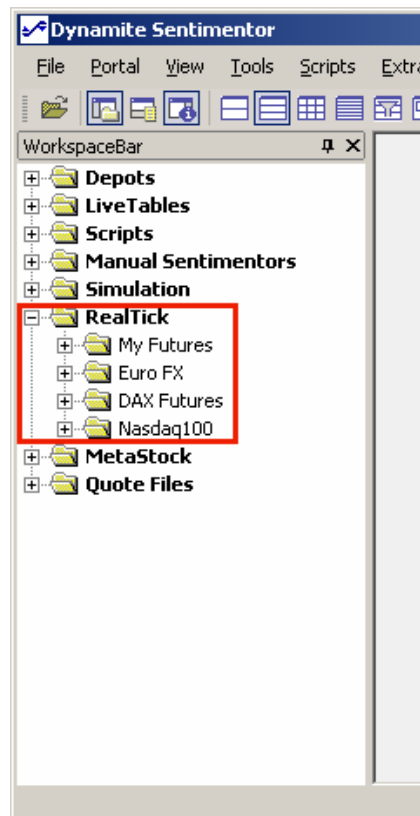 Dynamite Sentimentor
File Portal View Tools Scripts Extra
WorkspaceBar
Depots
LiveTables
Scripts
Manual Sentimentors
Simulation
RealTick
My Futures
Euro FX
DAX Futures
Nasdaq100
MetaStock
Quote Files